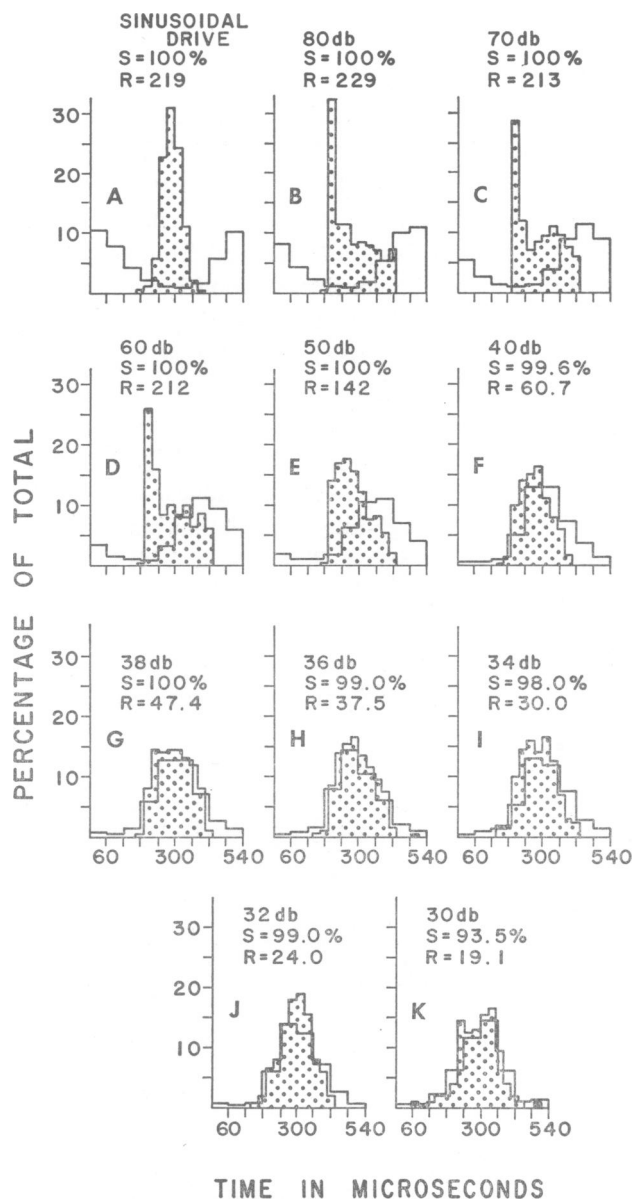 SINUSOIDAL
DRIVE
S=100%
R=219
80db
S=100%
R=229
70db
S=100%
R=213
30
20
10
A
B
C
60db
S=100%
R=212
50db
S=100%
R=142
40db
S=99.6%
R=60.7
30
20
10
D
E
F
38db
S=100%
R=47.4
36db
S=99.0%
R=37.5
34db
S=98.0%
R=30.0
30
20
10
G
H
I
60 300 540
60 300 540
60 300 540
32db
S=99.0%
R=24.0
30db
S=93.5%
R=19.1
30
20
10
J
K
60 300 540
60 300 540
PERCENTAGE OF TOTAL
TIME IN MICROSECONDS